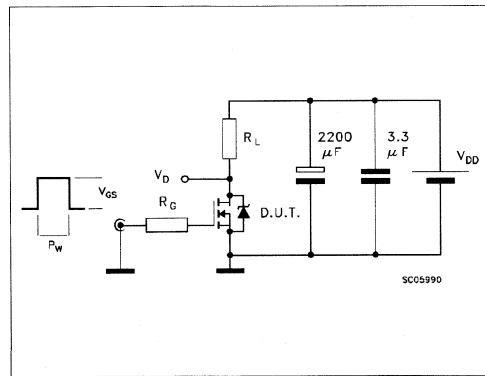 R_L
2200 μF
3.3 μF
V_DD
V_D
V_GS
R_G
D.U.T.
P_W
SC05990